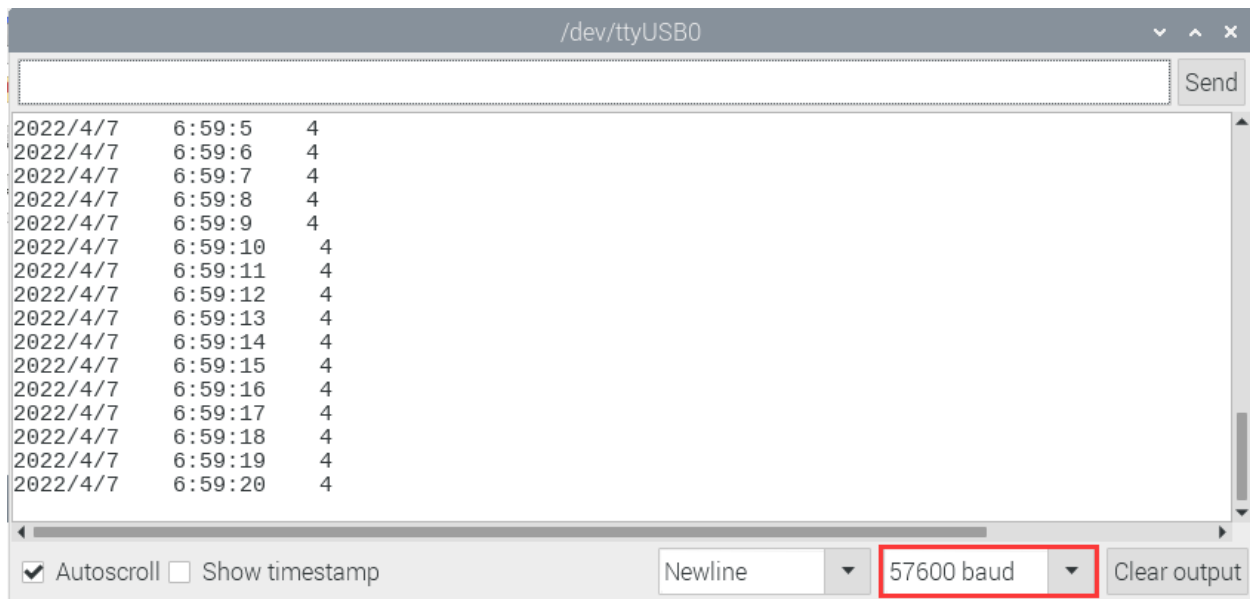 /dev/ttyUSB0
Send
2022/4/7    6:59:5    4
2022/4/7    6:59:6    4
2022/4/7    6:59:7    4
2022/4/7    6:59:8    4
2022/4/7    6:59:9    4
2022/4/7    6:59:10    4
2022/4/7    6:59:11    4
2022/4/7    6:59:12    4
2022/4/7    6:59:13    4
2022/4/7    6:59:14    4
2022/4/7    6:59:15    4
2022/4/7    6:59:16    4
2022/4/7    6:59:17    4
2022/4/7    6:59:18    4
2022/4/7    6:59:19    4
2022/4/7    6:59:20    4
Autoscroll Show timestamp Newline 57600 baud Clear output